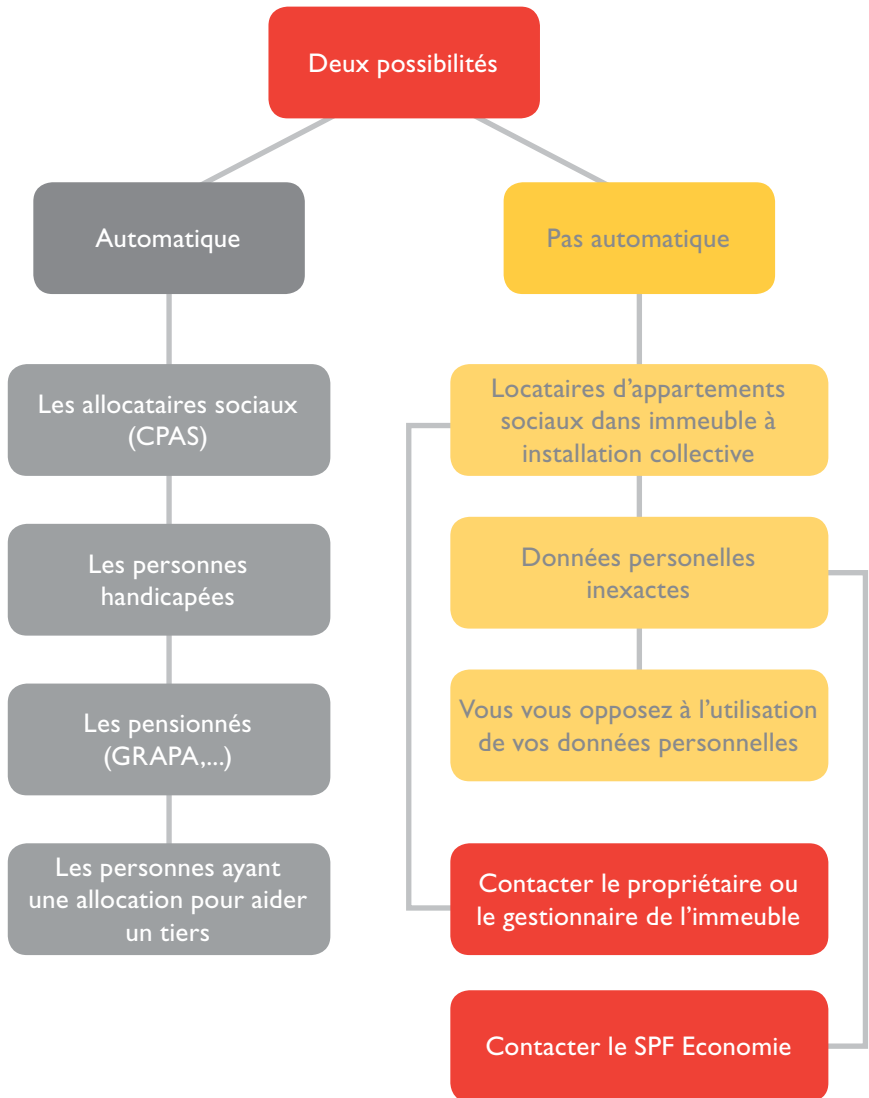 Deux possibilités
Automatique
Pas automatique
Les allocataires sociaux
(CPAS)
Les personnes
handicapées
Les pensionnés
(GRAPA,...)
Les personnes ayant
une allocation pour aider
un tiers
Locataires d’appartements
sociaux dans immeuble à
installation collective
Données personelles
inexactes
Vous vous opposez à l’utilisation
de vos données personnelles
Contacter le propriétaire ou
le gestionnaire de l’immeuble
Contacter le SPF Economie